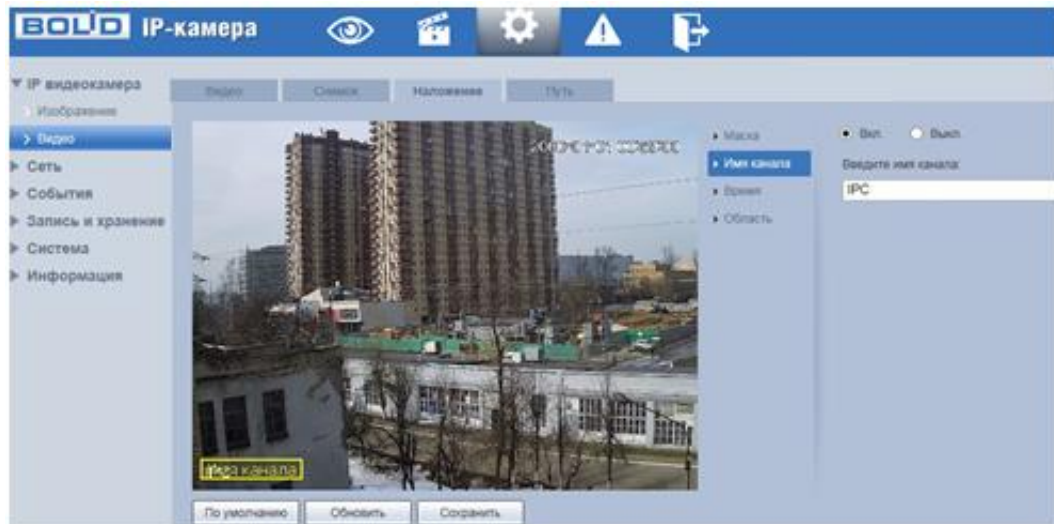 BOLID IP-камера
IP видеокамера
Изображение
Видео
Сеть
События
Запись и хранение
Система
Информация
Видео
Снимок
Наложение
Путь
Маска
Имя канала
Время
Область
Вкл
Выкл
Введите имя канала:
IPC
канала
По умолчанию
Обновить
Сохранить